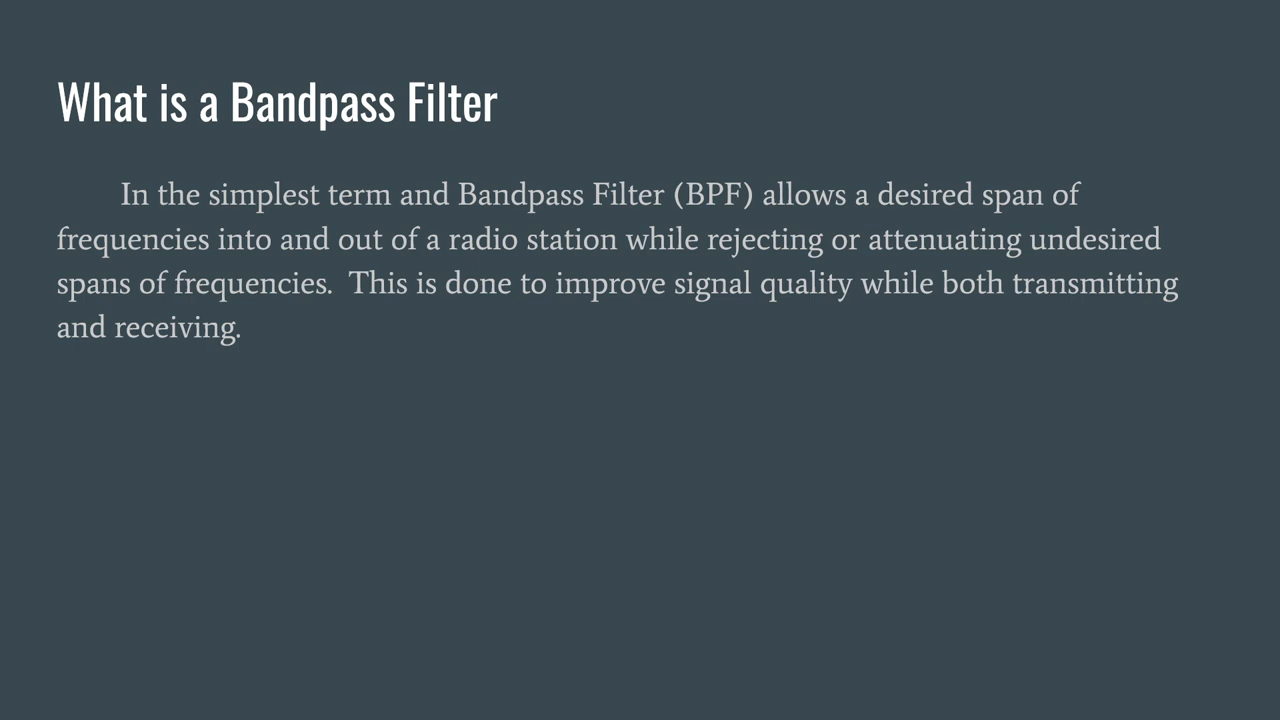 What is a Bandpass Filter
In the simplest term and Bandpass Filter (BPF) allows a desired span of
frequencies into and out of a radio station while rejecting or attenuating undesired
spans of frequencies.  This is done to improve signal quality while both transmitting
and receiving.